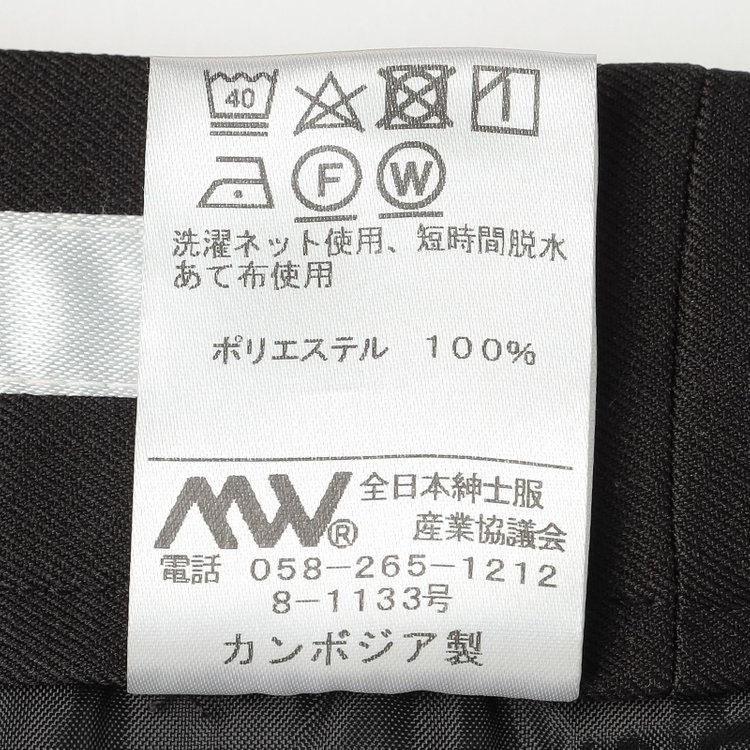 40
F W
洗濯ネット使用、短時間脱水
あて布使用
ポリエステル 100%
MW® 全日本紳士服
産業協議会
電話 058-265-1212
8-1133号
カンボジア製